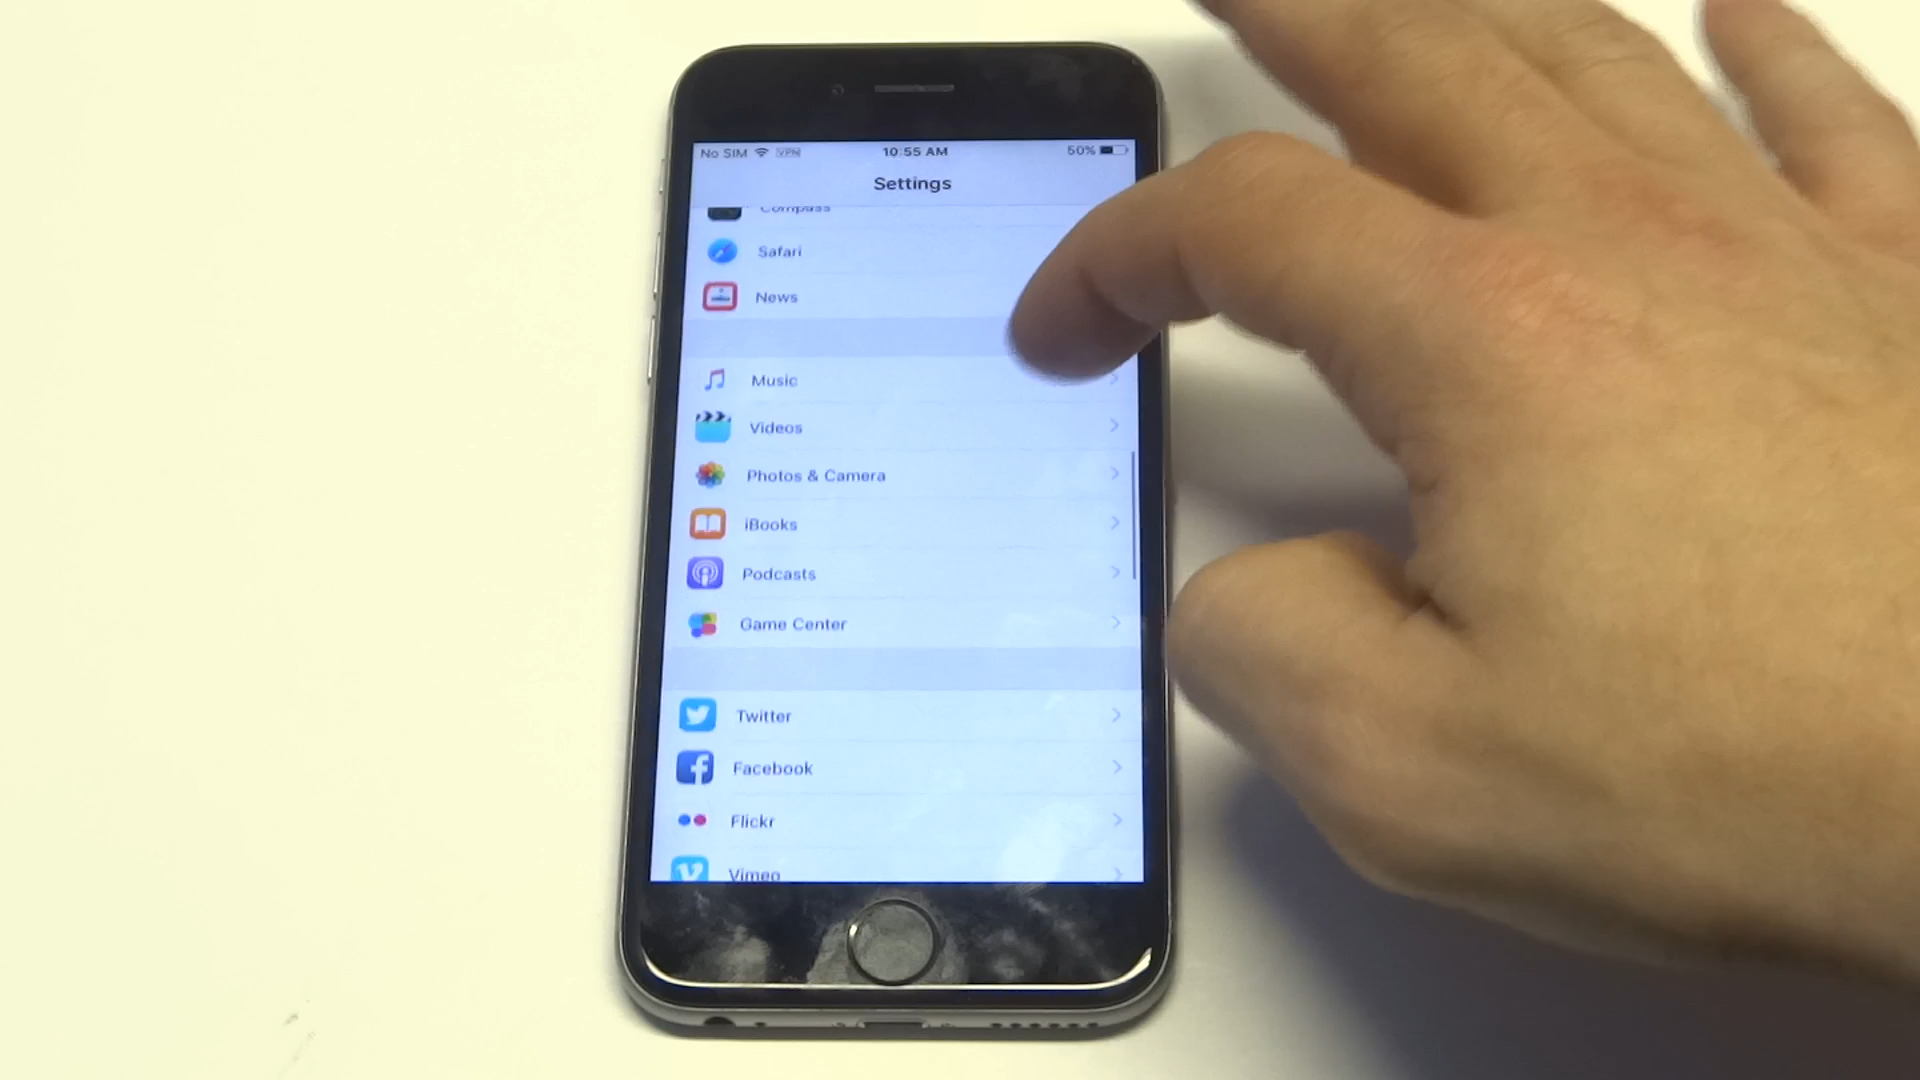 No SIM VPN 10:55 AM 50%
Settings
Compass
Safari
News
Music
Videos
Photos & Camera
iBooks
Podcasts
Game Center
Twitter
Facebook
Flickr
Vimeo